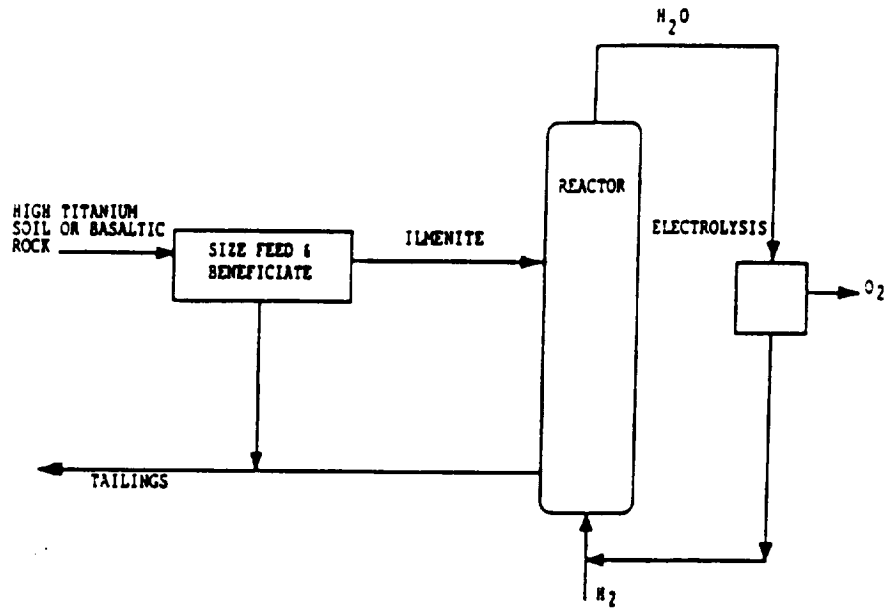 H2O
REACTOR
HIGH TITANIUM
SOIL OR BASALTIC
ROCK
SIZE FEED &
BENEFICIATE
ILMENITE
ELECTROLYSIS
O2
TAILINGS
H2